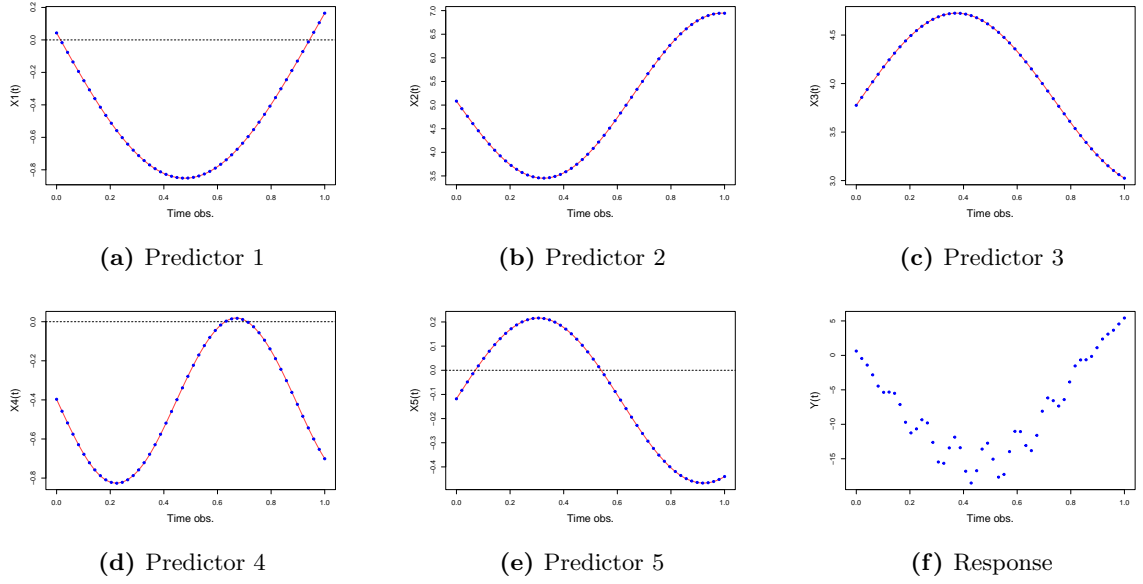 X1(t)
0.0
-0.2
-0.4
-0.6
-0.8
0.0 0.2 0.4 0.6 0.8 1.0
Time obs.
(a) Predictor 1
X2(t)
7.0
6.5
6.0
5.5
5.0
4.5
4.0
3.5
0.0 0.2 0.4 0.6 0.8 1.0
Time obs.
(b) Predictor 2
X3(t)
4.5
4.0
3.5
3.0
0.0 0.2 0.4 0.6 0.8 1.0
Time obs.
(c) Predictor 3
X4(t)
0.0
-0.2
-0.4
-0.6
-0.8
0.0 0.2 0.4 0.6 0.8 1.0
Time obs.
(d) Predictor 4
X5(t)
0.2
0.1
0.0
-0.1
-0.2
-0.3
-0.4
0.0 0.2 0.4 0.6 0.8 1.0
Time obs.
(e) Predictor 5
Y(t)
5
0
-5
-10
-15
0.0 0.2 0.4 0.6 0.8 1.0
Time obs.
(f) Response